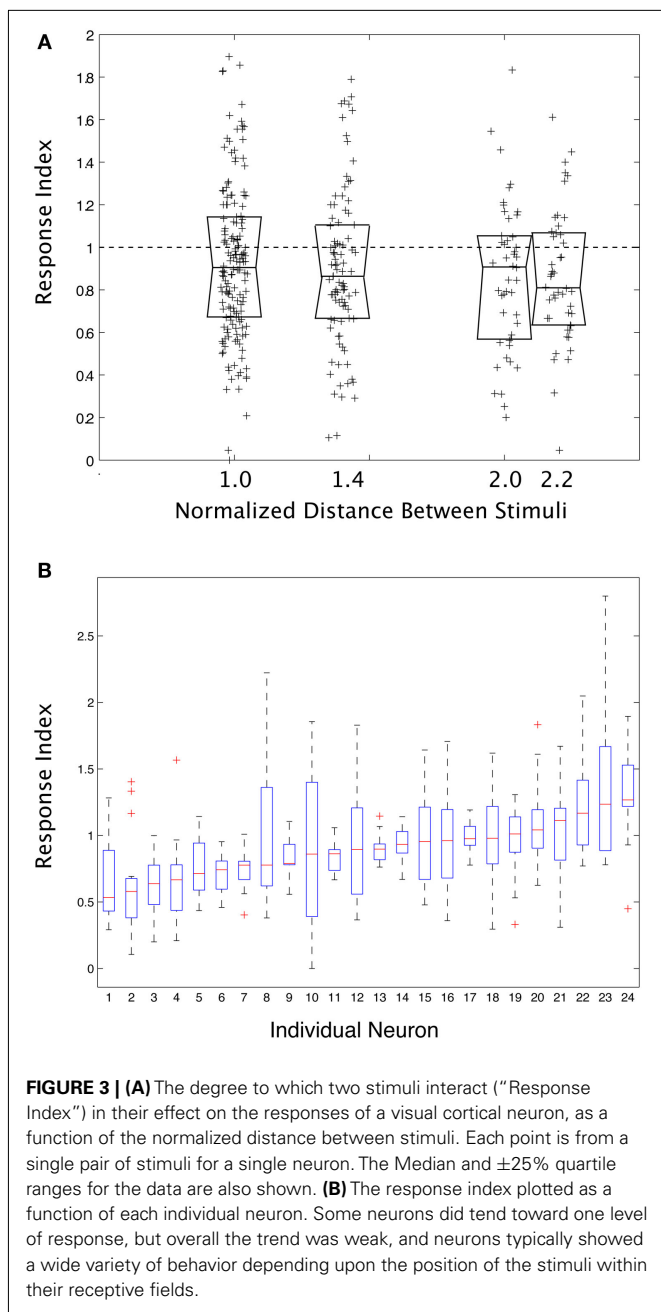 A
2
1.8
1.6
1.4
1.2
1
0.8
0.6
0.4
0.2
0
Response Index
1.0 1.4 2.0 2.2
Normalized Distance Between Stimuli
B
2.5
2
1.5
1
0.5
0
Response Index
1 2 3 4 5 6 7 8 9 10 11 12 13 14 15 16 17 18 19 20 21 22 23 24
Individual Neuron
FIGURE 3 | (A) The degree to which two stimuli interact (“Response
Index”) in their effect on the responses of a visual cortical neuron, as a
function of the normalized distance between stimuli. Each point is from a
single pair of stimuli for a single neuron. The Median and ±25% quartile
ranges for the data are also shown. (B) The response index plotted as a
function of each individual neuron. Some neurons did tend toward one level
of response, but overall the trend was weak, and neurons typically showed
a wide variety of behavior depending upon the position of the stimuli within
their receptive fields.